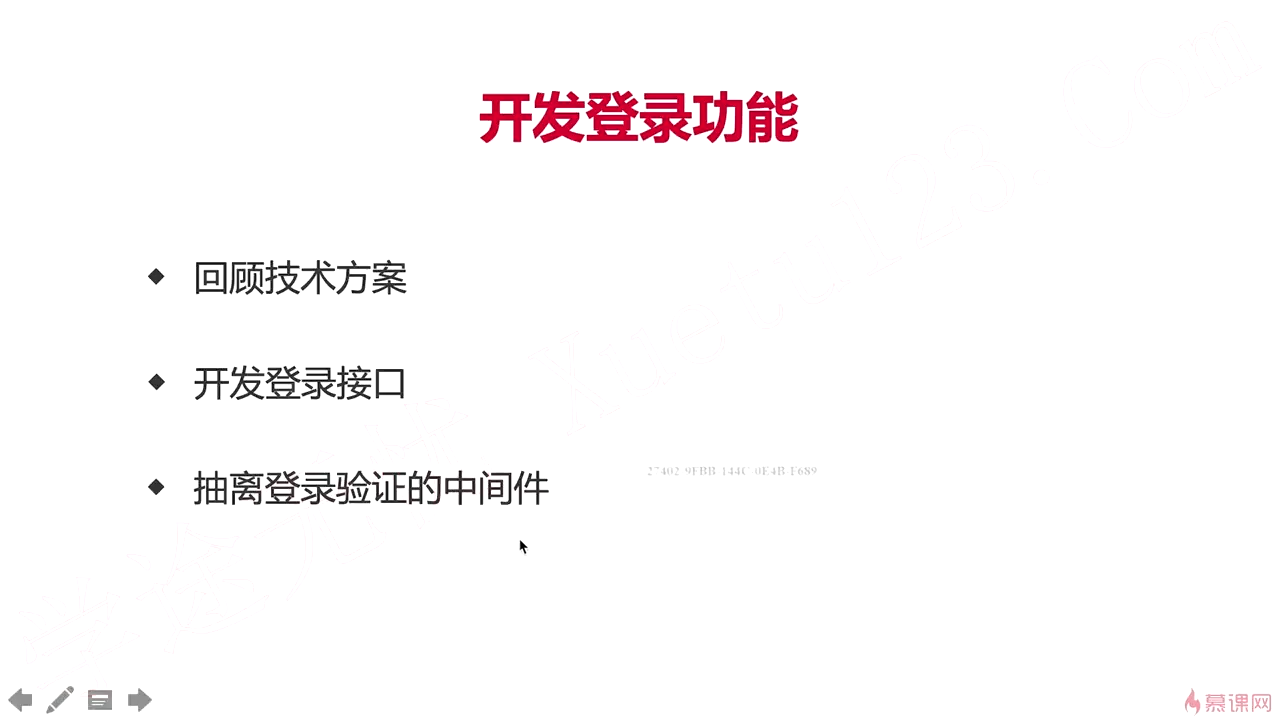 开发登录功能
回顾技术方案
开发登录接口
抽离登录验证的中间件
慕课网